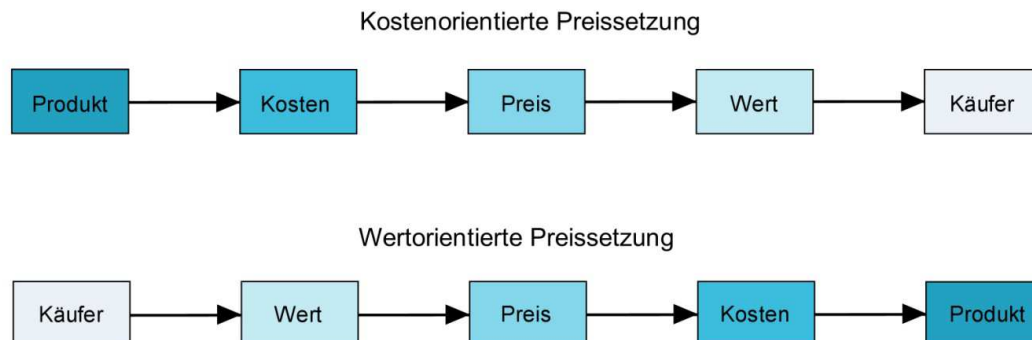 Kostenorientierte Preissetzung
Produkt Kosten Preis Wert Käufer
Wertorientierte Preissetzung
Käufer Wert Preis Kosten Produkt